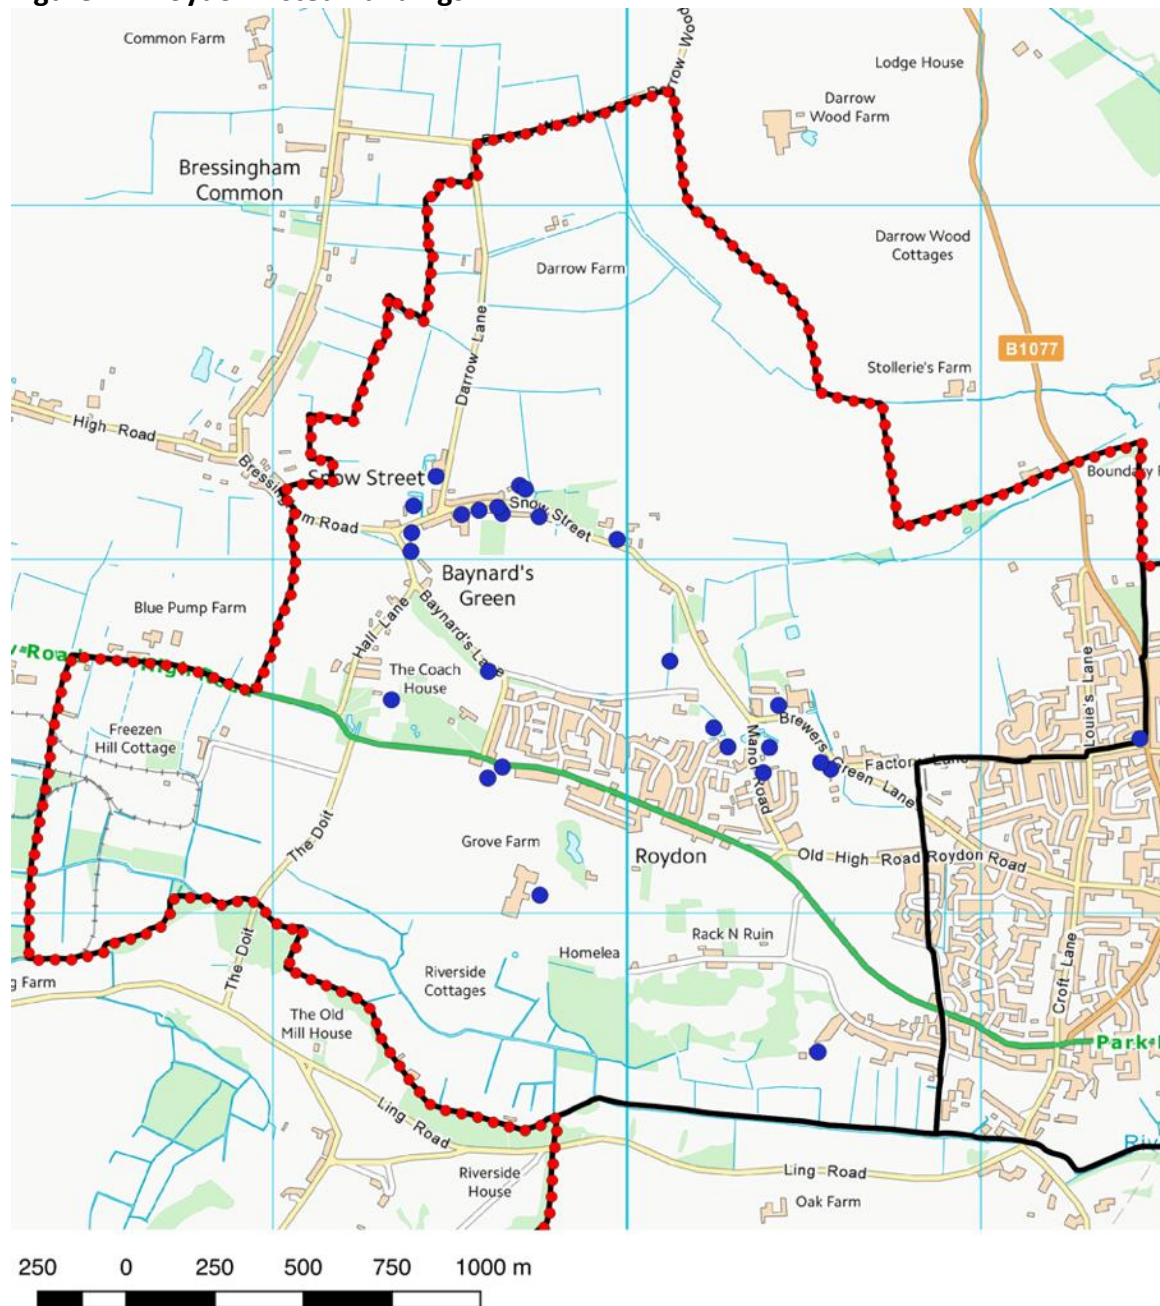 Common Farm
Lodge House
Darrow
Wood Farm
Bressingham
Common
Darrow Wood
Cottages
Darrow Farm
B1077
Darrow Lane
Stollerie's Farm
High Road
Snow Street
Boundary
Snow Street
Baynard's
Green
Blue Pump Farm
Hall Lane
Baynard's Lane
The Coach
House
Louie's Lane
Freezen
Hill Cottage
Manor Road
Brewers Green Lane
Factory Lane
The Doit
Grove Farm
Roydon
Old High Road
Roydon Road
Rack N Ruin
Homelea
Riverside
Cottages
The Doit
Croft Lane
The Old
Mill House
Ling Road
Riverside
House
Ling Road
Oak Farm
250 0 250 500 750 1000 m